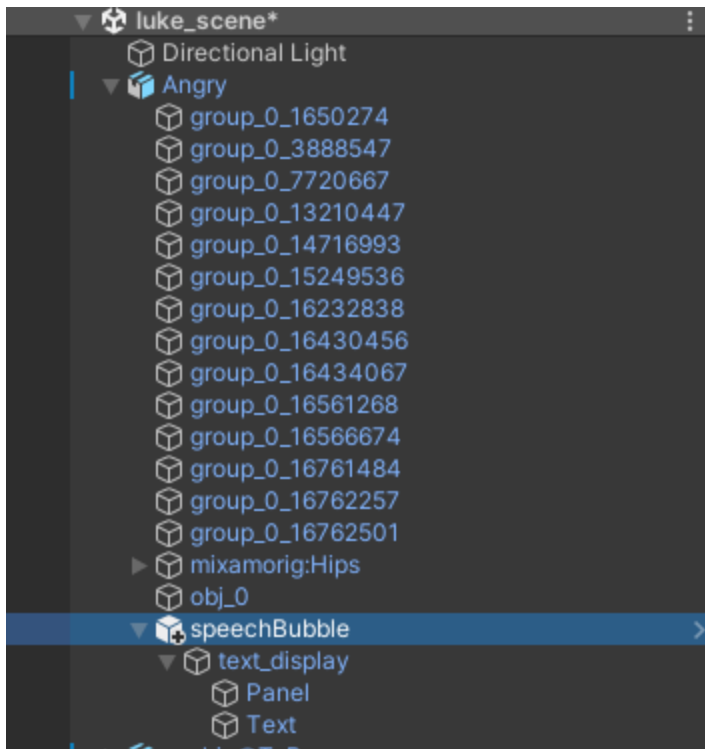 luke_scene*
Directional Light
Angry
group_0_1650274
group_0_3888547
group_0_7720667
group_0_13210447
group_0_14716993
group_0_15249536
group_0_16232838
group_0_16430456
group_0_16434067
group_0_16561268
group_0_16566674
group_0_16761484
group_0_16762257
group_0_16762501
mixamorig:Hips
obj_0
speechBubble
text_display
Panel
Text